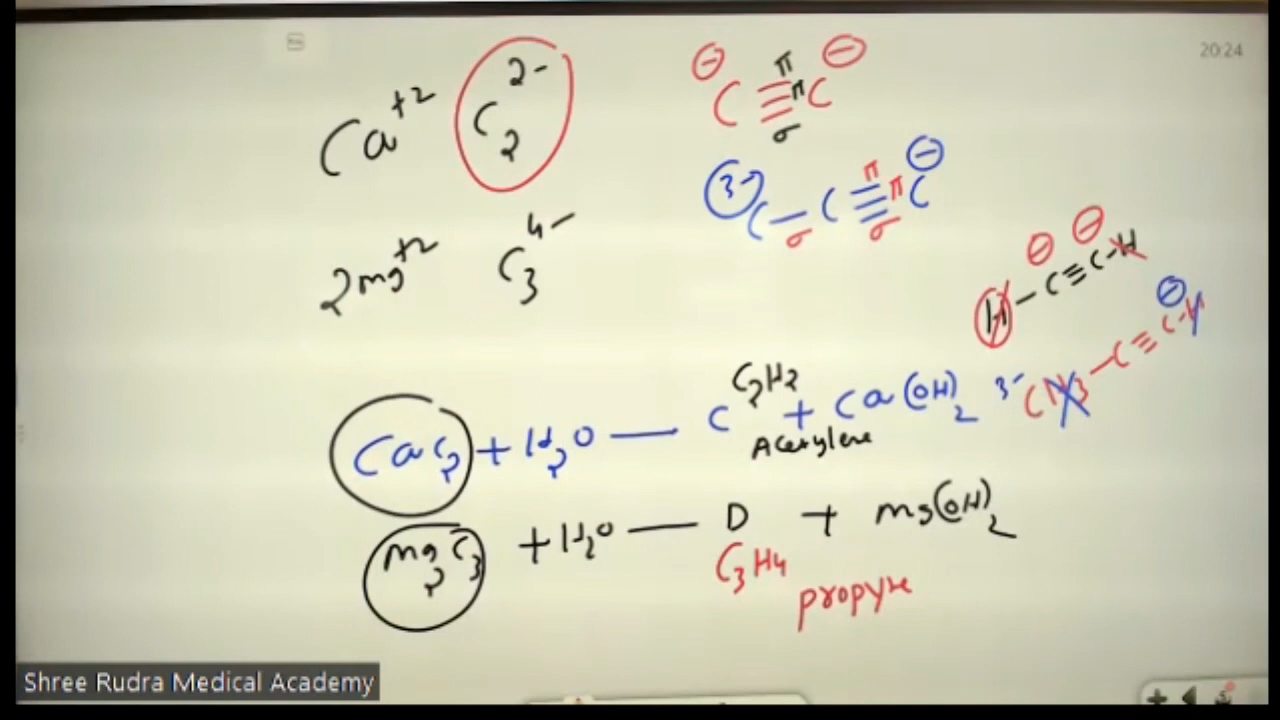 20:24
Ca+2 C2 2-
⊖ C≡C ⊖
π π σ
3- C-C≡C ⊖
σ σ π π
2mg+2 C3 4-
H-C≡C-H ⊖ ⊖
3- CH3-C≡C-H ⊖
CaC2 + H2O — C + Ca(OH)2
C2H2
Acetylene
mg2C3 + H2O — D + mg(OH)2
C3H4
propyne
Shree Rudra Medical Academy